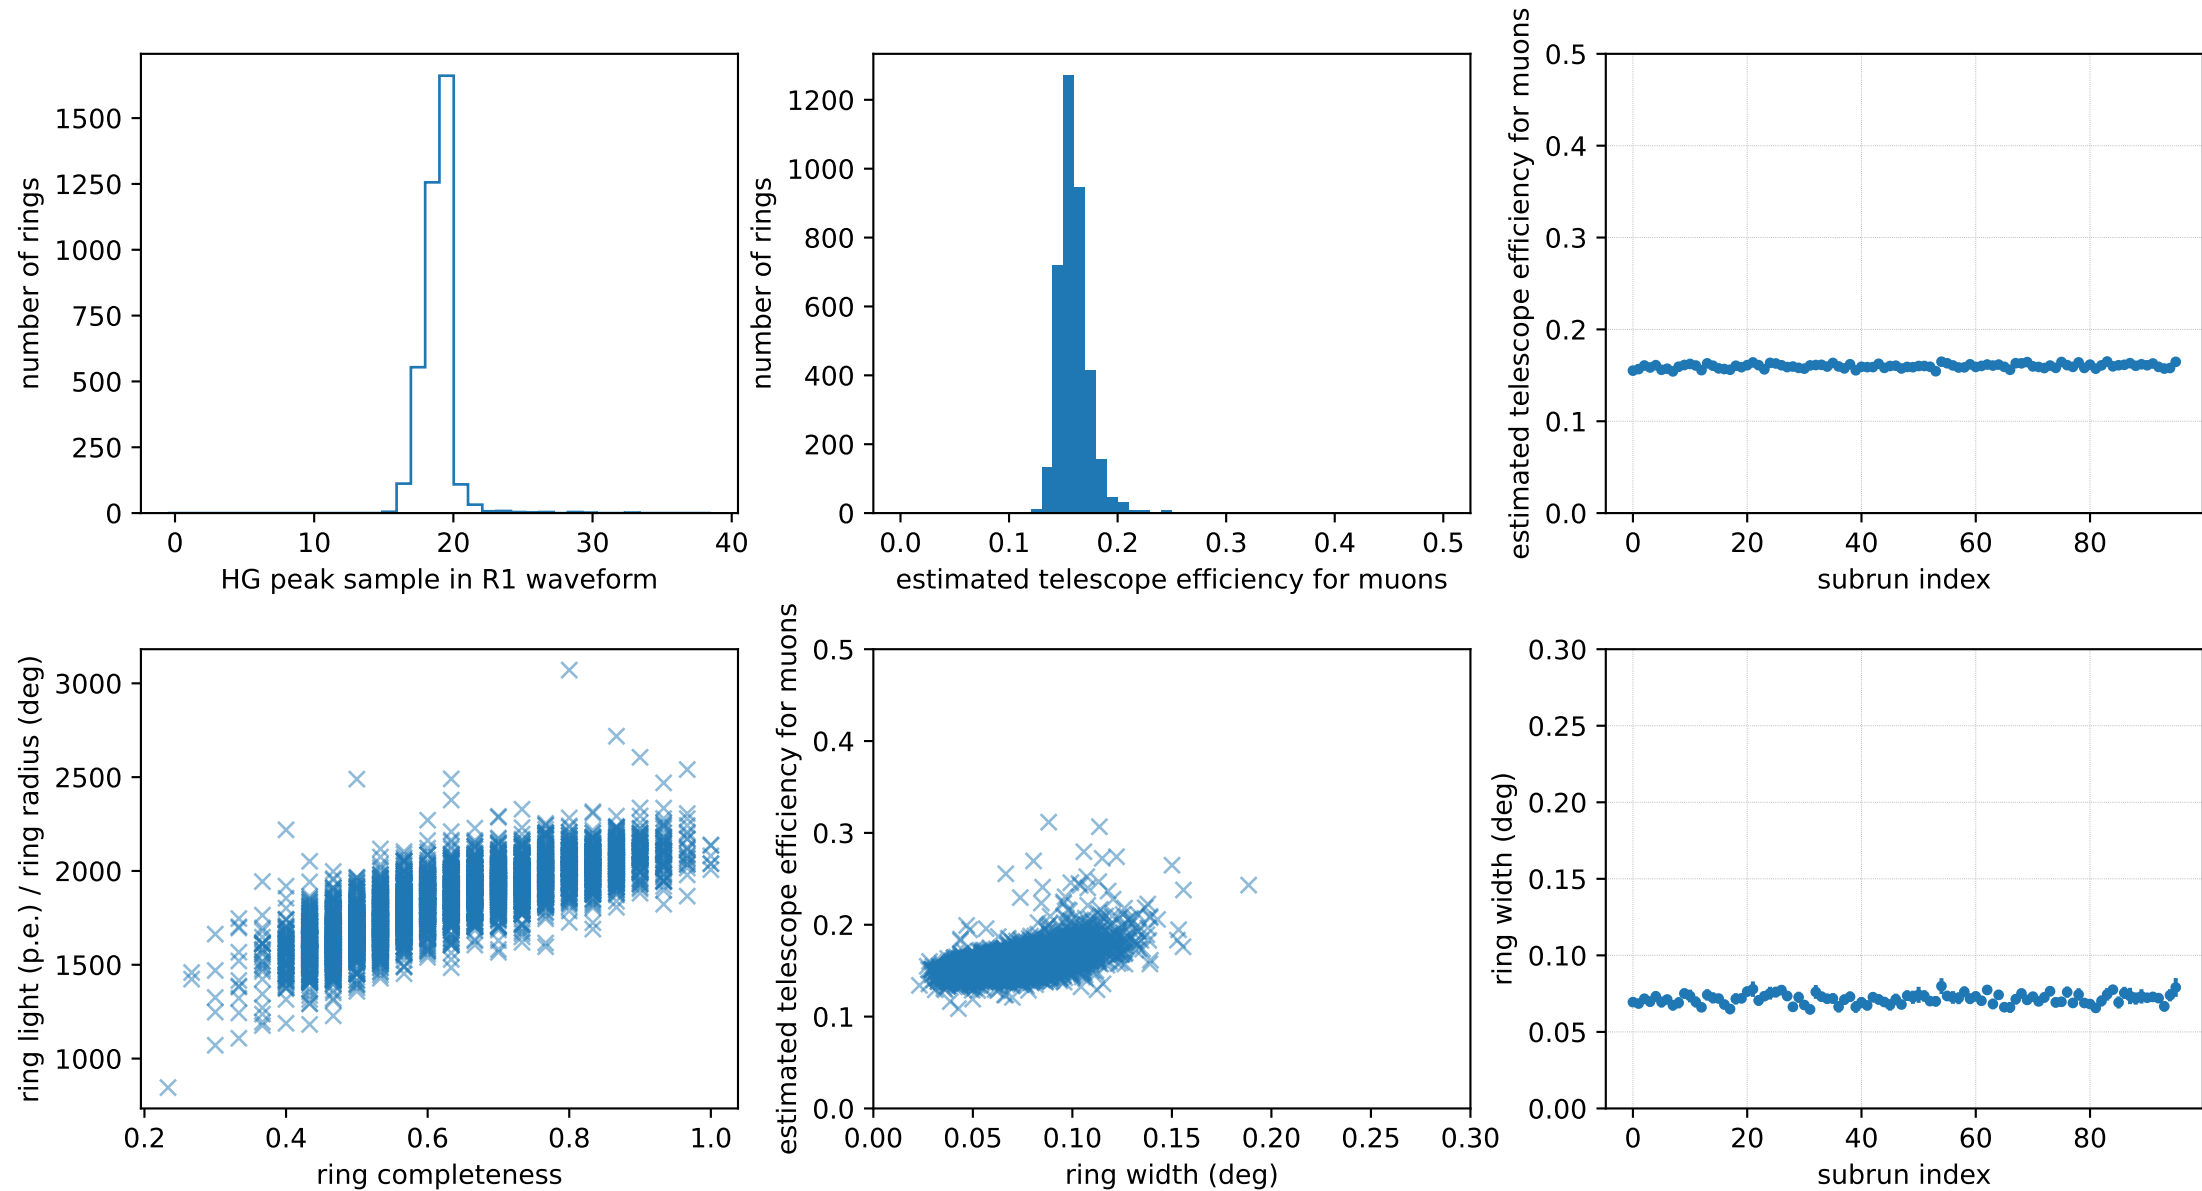 number of rings
1500
1250
1000
750
500
250
0
0 10 20 30 40
HG peak sample in R1 waveform
number of rings
1200
1000
800
600
400
200
0
0.0 0.1 0.2 0.3 0.4 0.5
estimated telescope efficiency for muons
estimated telescope efficiency for muons
0.5
0.4
0.3
0.2
0.1
0.0
0 20 40 60 80
subrun index
ring light (p.e.) / ring radius (deg)
3000
2500
2000
1500
1000
0.2 0.4 0.6 0.8 1.0
ring completeness
estimated telescope efficiency for muons
0.5
0.4
0.3
0.2
0.1
0.0
0.00 0.05 0.10 0.15 0.20 0.25 0.30
ring width (deg)
ring width (deg)
0.30
0.25
0.20
0.15
0.10
0.05
0.00
0 20 40 60 80
subrun index